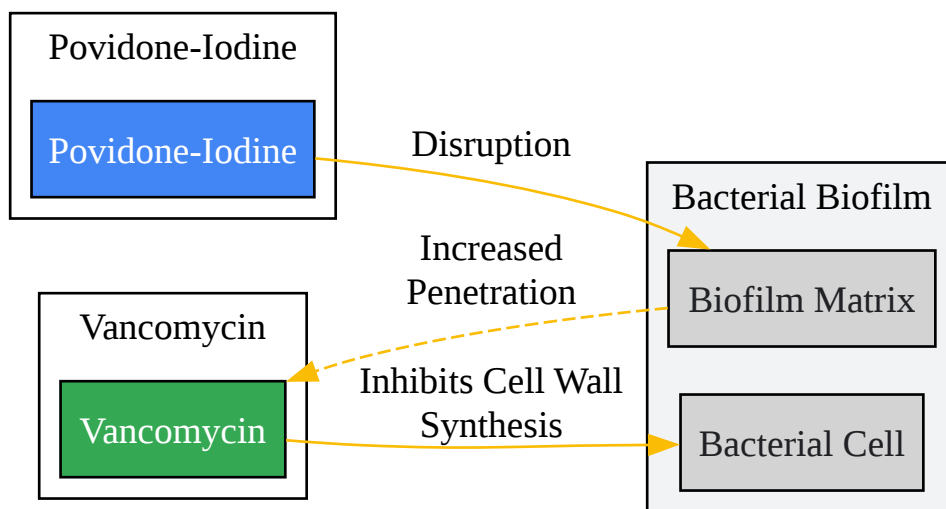 Povidone-Iodine
Povidone-Iodine
Disruption
Bacterial Biofilm
Increased
Penetration
Biofilm Matrix
Vancomycin
Vancomycin
Inhibits Cell Wall
Synthesis
Bacterial Cell